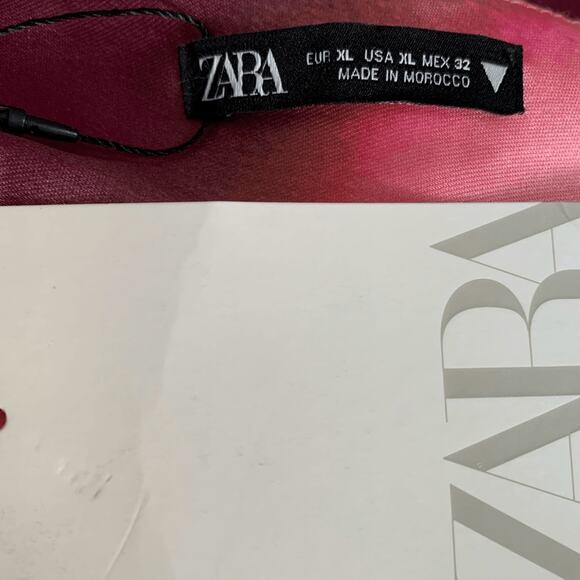 ZARA
EUR XL USA XL MEX 32
MADE IN MOROCCO
ZARA